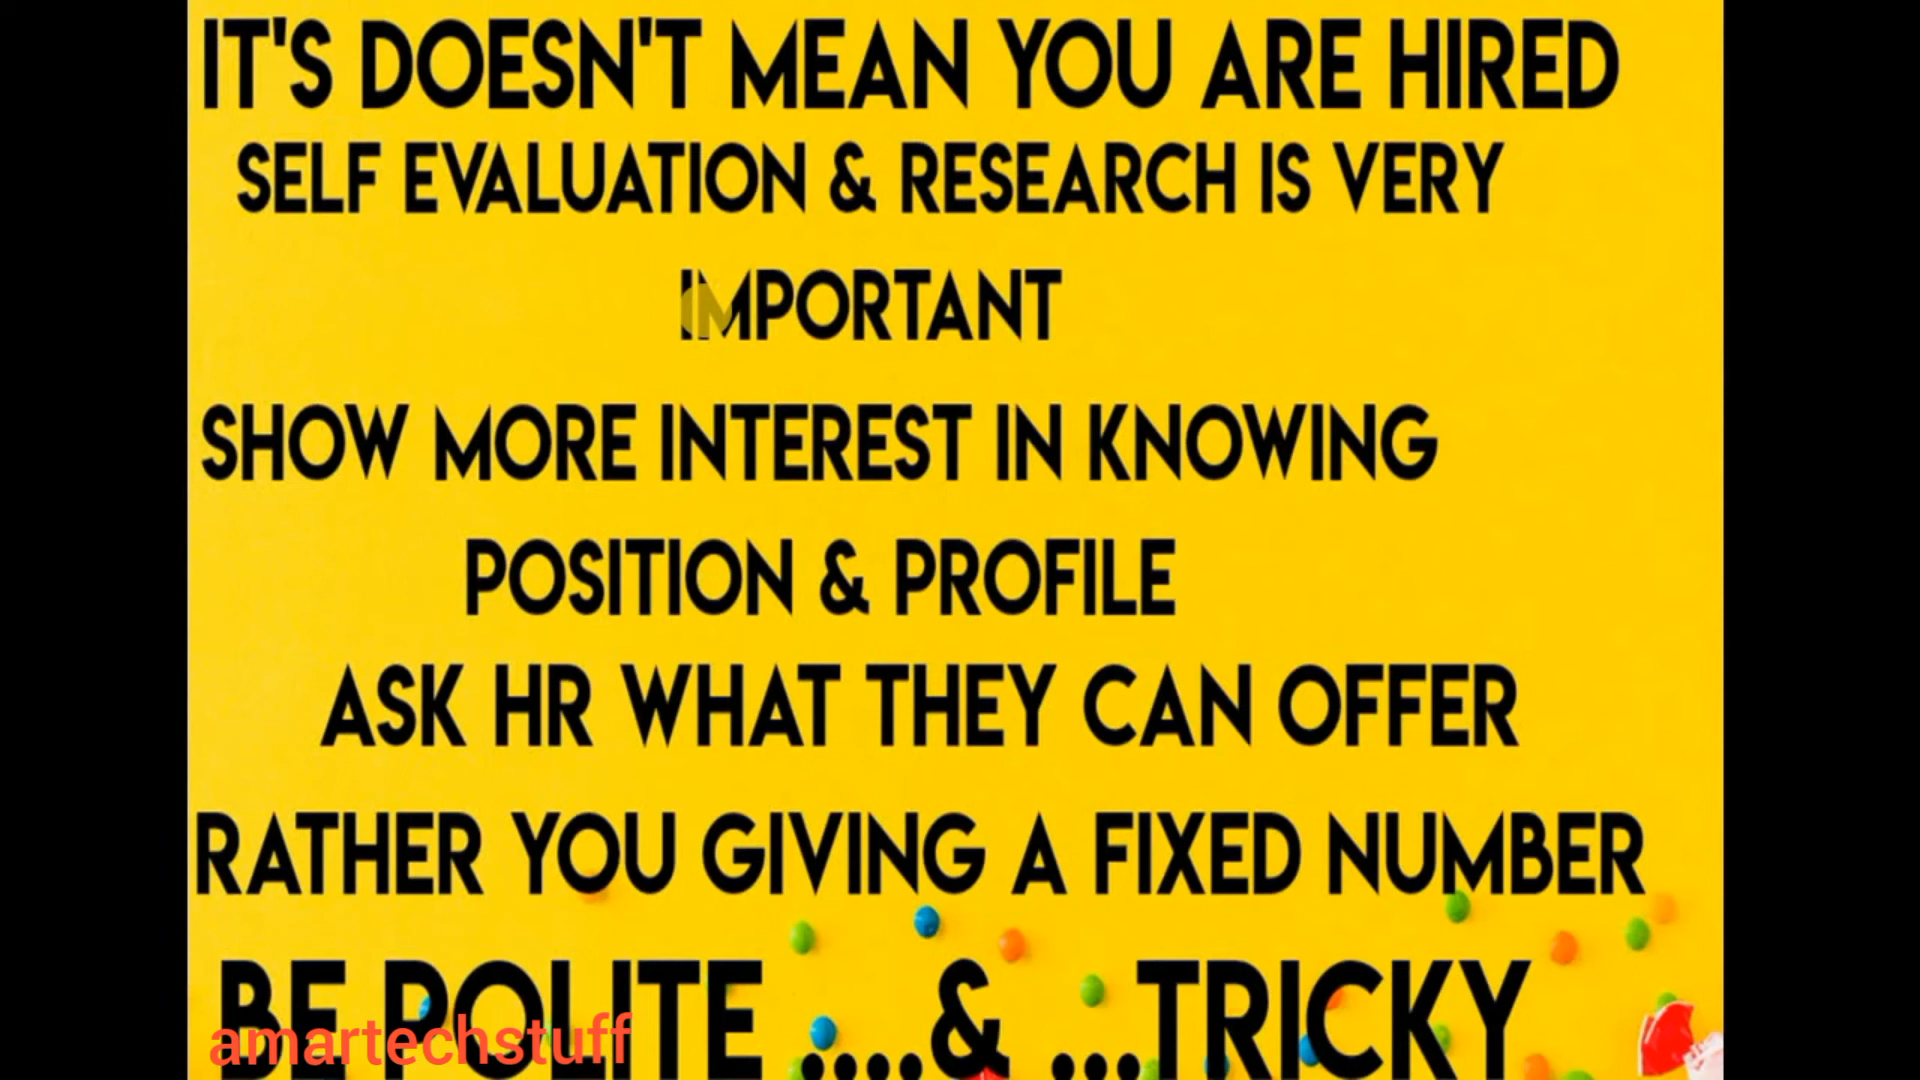 IT'S DOESN'T MEAN YOU ARE HIRED
SELF EVALUATION & RESEARCH IS VERY
IMPORTANT
SHOW MORE INTEREST IN KNOWING
POSITION & PROFILE
ASK HR WHAT THEY CAN OFFER
RATHER YOU GIVING A FIXED NUMBER
BE POLITE ....& ...TRICKY
amartechstuff